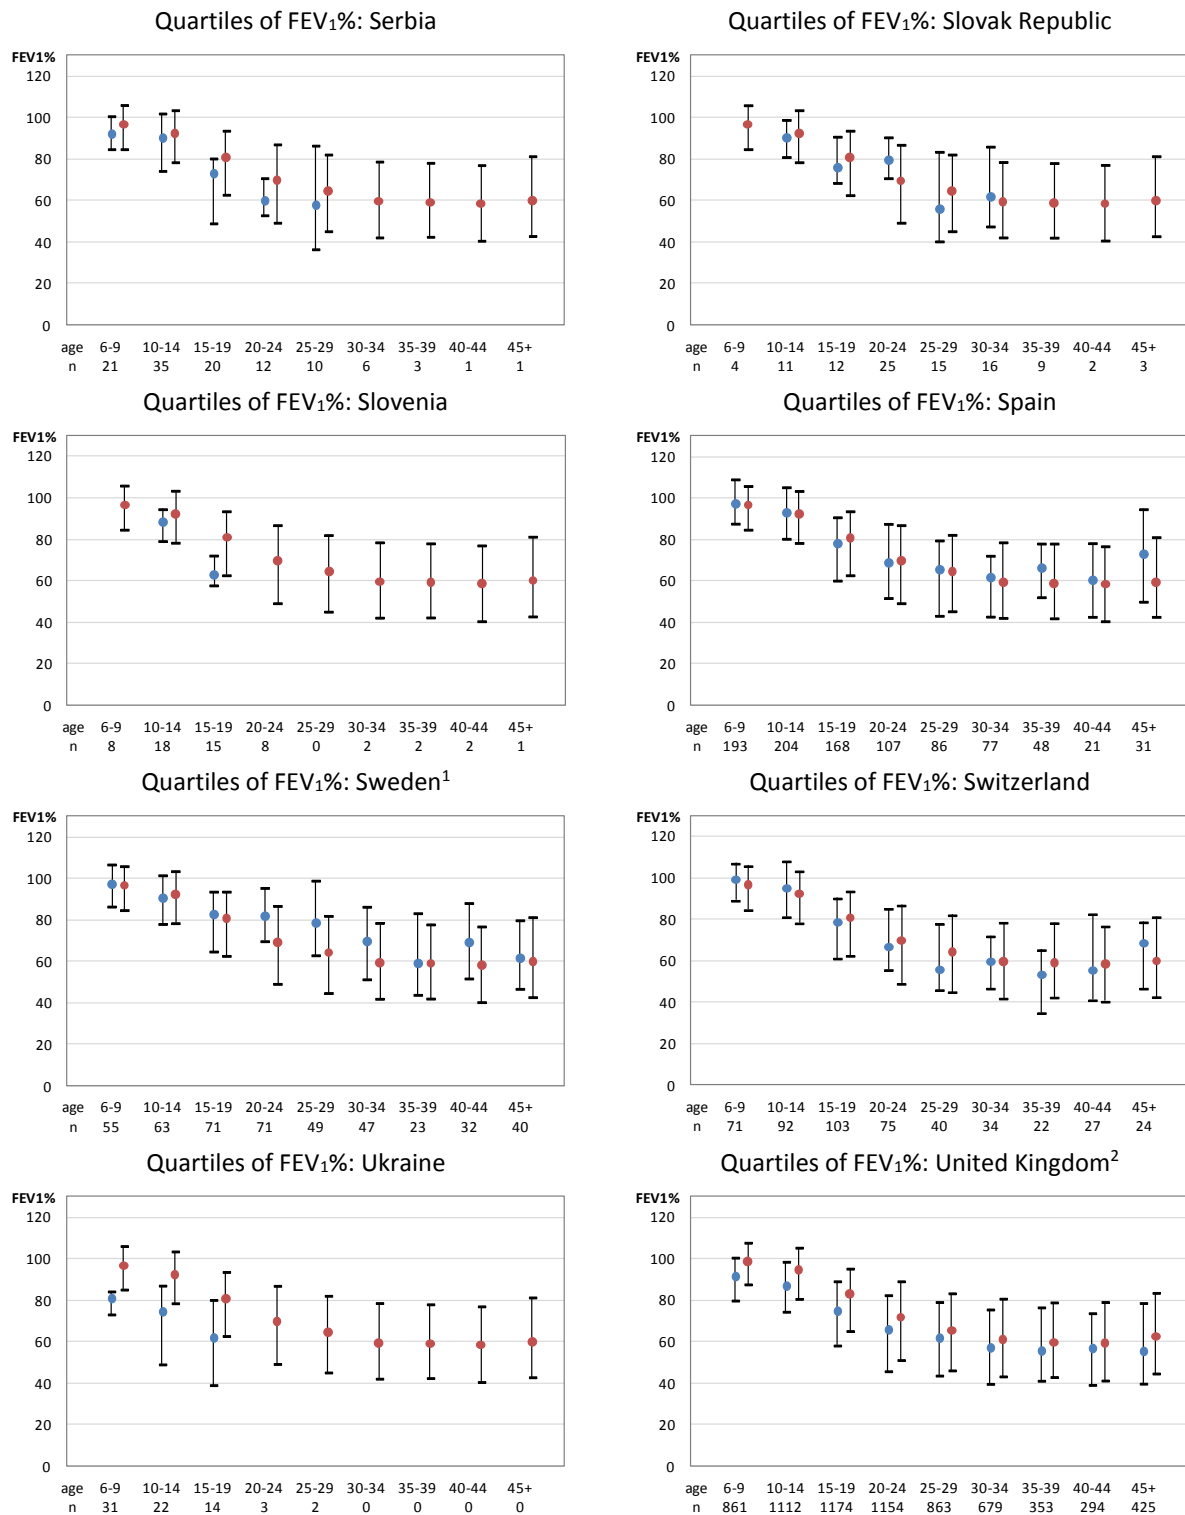 Quartiles of FEV₁%: Serbia
FEV1%
120
100
80
60
40
20
0
age 6-9 10-14 15-19 20-24 25-29 30-34 35-39 40-44 45+
n 21 35 20 12 10 6 3 1 1
Quartiles of FEV₁%: Slovak Republic
FEV1%
120
100
80
60
40
20
0
age 6-9 10-14 15-19 20-24 25-29 30-34 35-39 40-44 45+
n 4 11 12 25 15 16 9 2 3
Quartiles of FEV₁%: Slovenia
FEV1%
120
100
80
60
40
20
0
age 6-9 10-14 15-19 20-24 25-29 30-34 35-39 40-44 45+
n 8 18 15 8 0 2 2 2 1
Quartiles of FEV₁%: Spain
FEV1%
120
100
80
60
40
20
0
age 6-9 10-14 15-19 20-24 25-29 30-34 35-39 40-44 45+
n 193 204 168 107 86 77 48 21 31
Quartiles of FEV₁%: Sweden¹
FEV1%
120
100
80
60
40
20
0
age 6-9 10-14 15-19 20-24 25-29 30-34 35-39 40-44 45+
n 55 63 71 71 49 47 23 32 40
Quartiles of FEV₁%: Switzerland
FEV1%
120
100
80
60
40
20
0
age 6-9 10-14 15-19 20-24 25-29 30-34 35-39 40-44 45+
n 71 92 103 75 40 34 22 27 24
Quartiles of FEV₁%: Ukraine
FEV1%
120
100
80
60
40
20
0
age 6-9 10-14 15-19 20-24 25-29 30-34 35-39 40-44 45+
n 31 22 14 3 2 0 0 0 0
Quartiles of FEV₁%: United Kingdom²
FEV1%
120
100
80
60
40
20
0
age 6-9 10-14 15-19 20-24 25-29 30-34 35-39 40-44 45+
n 861 1112 1174 1154 863 679 353 294 425